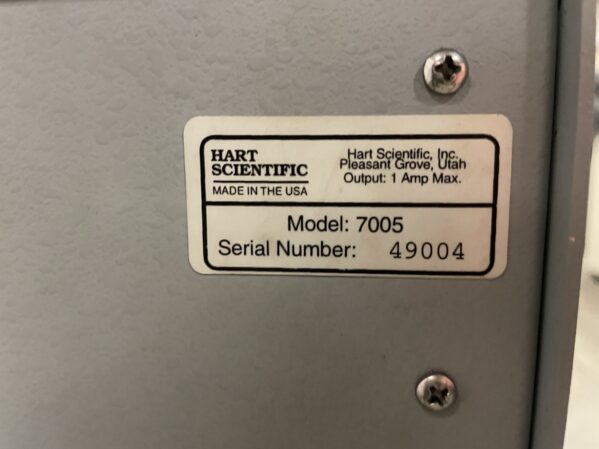 HART
SCIENTIFIC
MADE IN THE USA
Hart Scientific, Inc.
Pleasant Grove, Utah
Output: 1 Amp Max.
Model: 7005
Serial Number: 49004